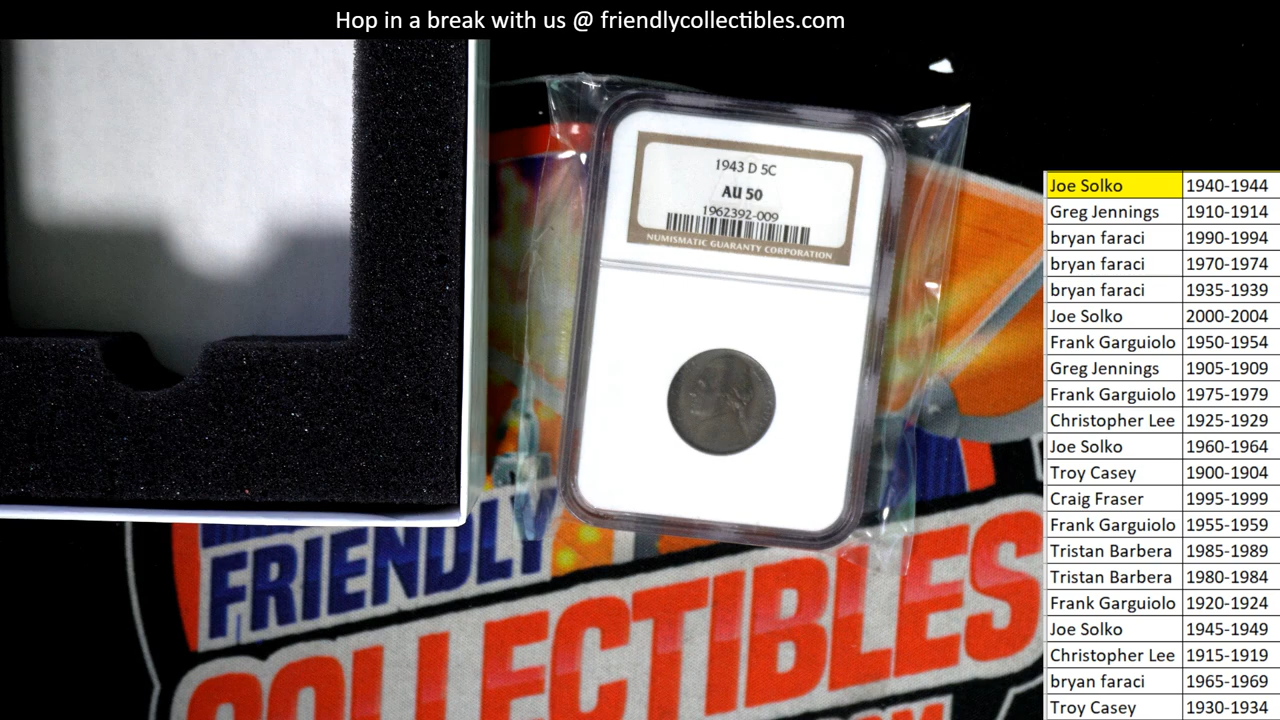 Hop in a break with us @ friendlycollectibles.com
1943 D 5C
AU 50
1962392-009
NUMISMATIC GUARANTY CORPORATION
FRIENDLY
COLLECTIBLES
Joe Solko 1940-1944
Greg Jennings 1910-1914
bryan faraci 1990-1994
bryan faraci 1970-1974
bryan faraci 1935-1939
Joe Solko 2000-2004
Frank Garguiolo 1950-1954
Greg Jennings 1905-1909
Frank Garguiolo 1975-1979
Christopher Lee 1925-1929
Joe Solko 1960-1964
Troy Casey 1900-1904
Craig Fraser 1995-1999
Frank Garguiolo 1955-1959
Tristan Barbera 1985-1989
Tristan Barbera 1980-1984
Frank Garguiolo 1920-1924
Joe Solko 1945-1949
Christopher Lee 1915-1919
bryan faraci 1965-1969
Troy Casey 1930-1934